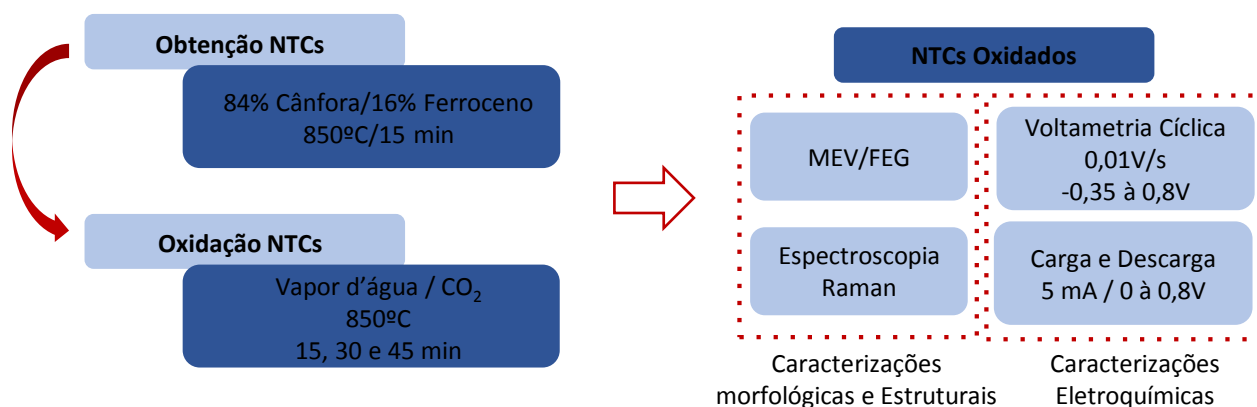 Obtenção NTCs
84% Cânfora/16% Ferroceno
850ºC/15 min
Oxidação NTCs
Vapor d’água / CO₂
850ºC
15, 30 e 45 min
NTCs Oxidados
MEV/FEG
Espectroscopia
Raman
Voltametria Cíclica
0,01V/s
-0,35 à 0,8V
Carga e Descarga
5 mA / 0 à 0,8V
Caracterizações
morfológicas e Estruturais
Caracterizações
Eletroquímicas